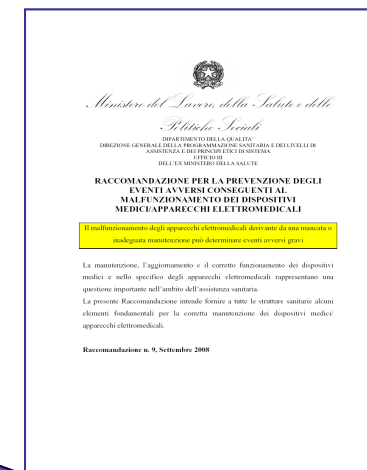 Ministero del Lavoro, della Salute e delle
Politiche Sociali
DIPARTIMENTO DELLA QUALITA'
DIREZIONE GENERALE DELLA PROGRAMMAZIONE SANITARIA E DEI LIVELLI DI
ASSISTENZA E DEI PRINCIPI ETICI DI SISTEMA
UFFICIO III
DELL'EX MINISTERO DELLA SALUTE
RACCOMANDAZIONE PER LA PREVENZIONE DEGLI
EVENTI AVVERSI CONSEGUENTI AL
MALFUNZIONAMENTO DEI DISPOSITIVI
MEDICI/APPARECCHI ELETTROMEDICALI
Il malfunzionamento degli apparecchi elettromedicali derivante da una mancata o
inadeguata manutenzione può determinare eventi avversi gravi
La manutenzione, l'aggiornamento e il corretto funzionamento dei dispositivi
medici e nello specifico degli apparecchi elettromedicali rappresentano una
questione importante nell'ambito dell'assistenza sanitaria.
La presente Raccomandazione intende fornire a tutte le strutture sanitarie alcuni
elementi fondamentali per la corretta manutenzione dei dispositivi medici/
apparecchi elettromedicali.
Raccomandazione n. 9, Settembre 2008